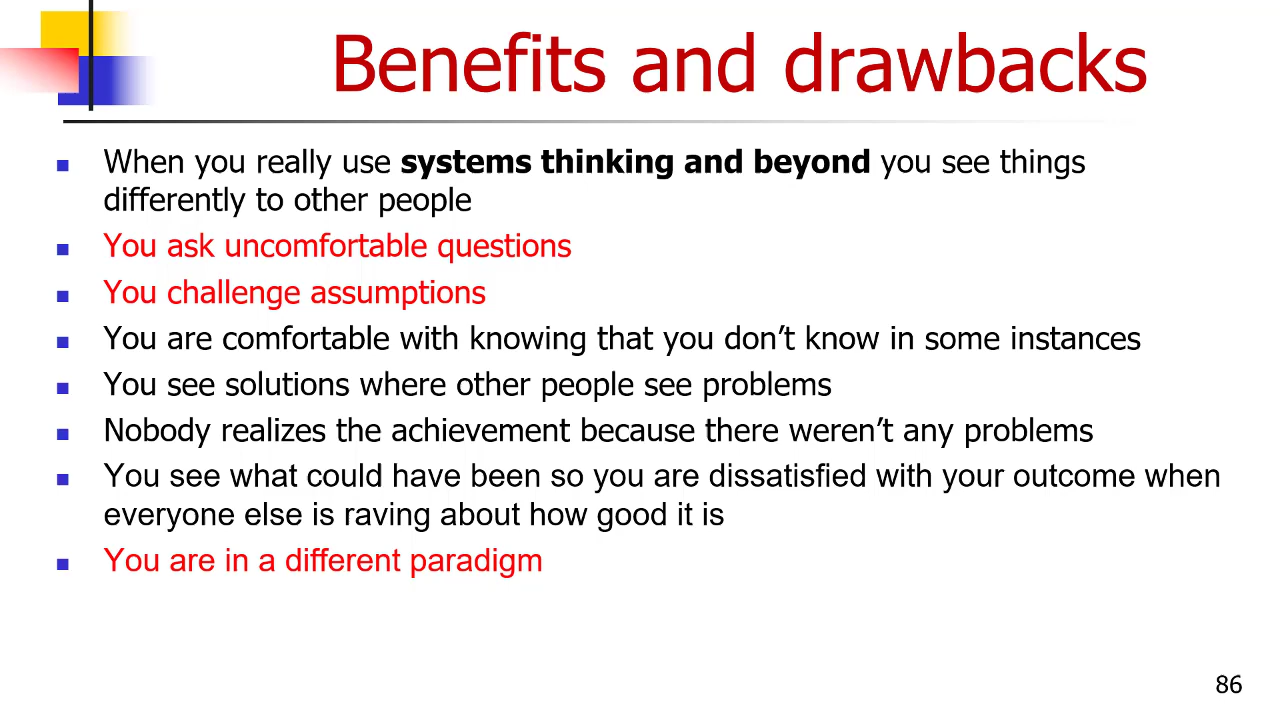 Benefits and drawbacks
When you really use systems thinking and beyond you see things
differently to other people
You ask uncomfortable questions
You challenge assumptions
You are comfortable with knowing that you don’t know in some instances
You see solutions where other people see problems
Nobody realizes the achievement because there weren’t any problems
You see what could have been so you are dissatisfied with your outcome when
everyone else is raving about how good it is
You are in a different paradigm
86